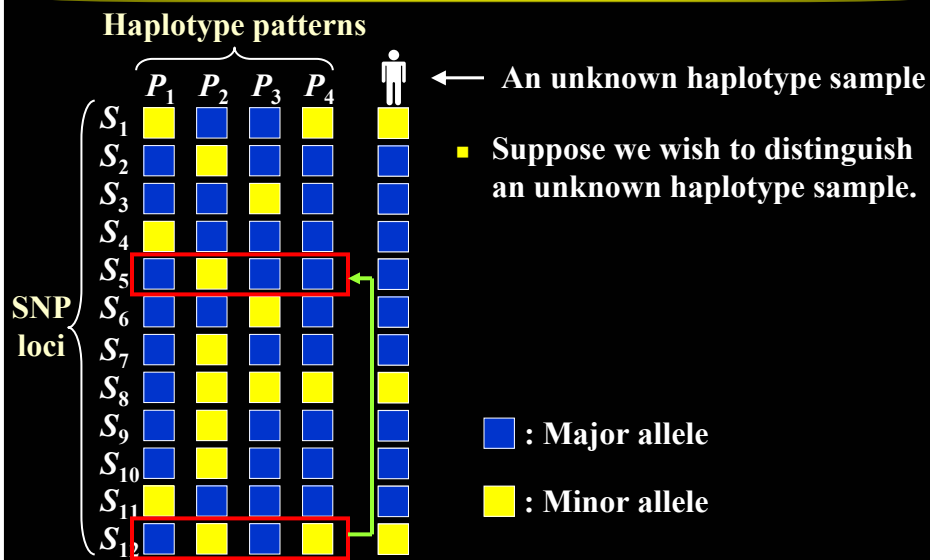 Haplotype patterns
P1 P2 P3 P4
An unknown haplotype sample
S1
S2
S3
S4
S5
S6
S7
S8
S9
S10
S11
S12
SNP
loci
Suppose we wish to distinguish
an unknown haplotype sample.
: Major allele
: Minor allele